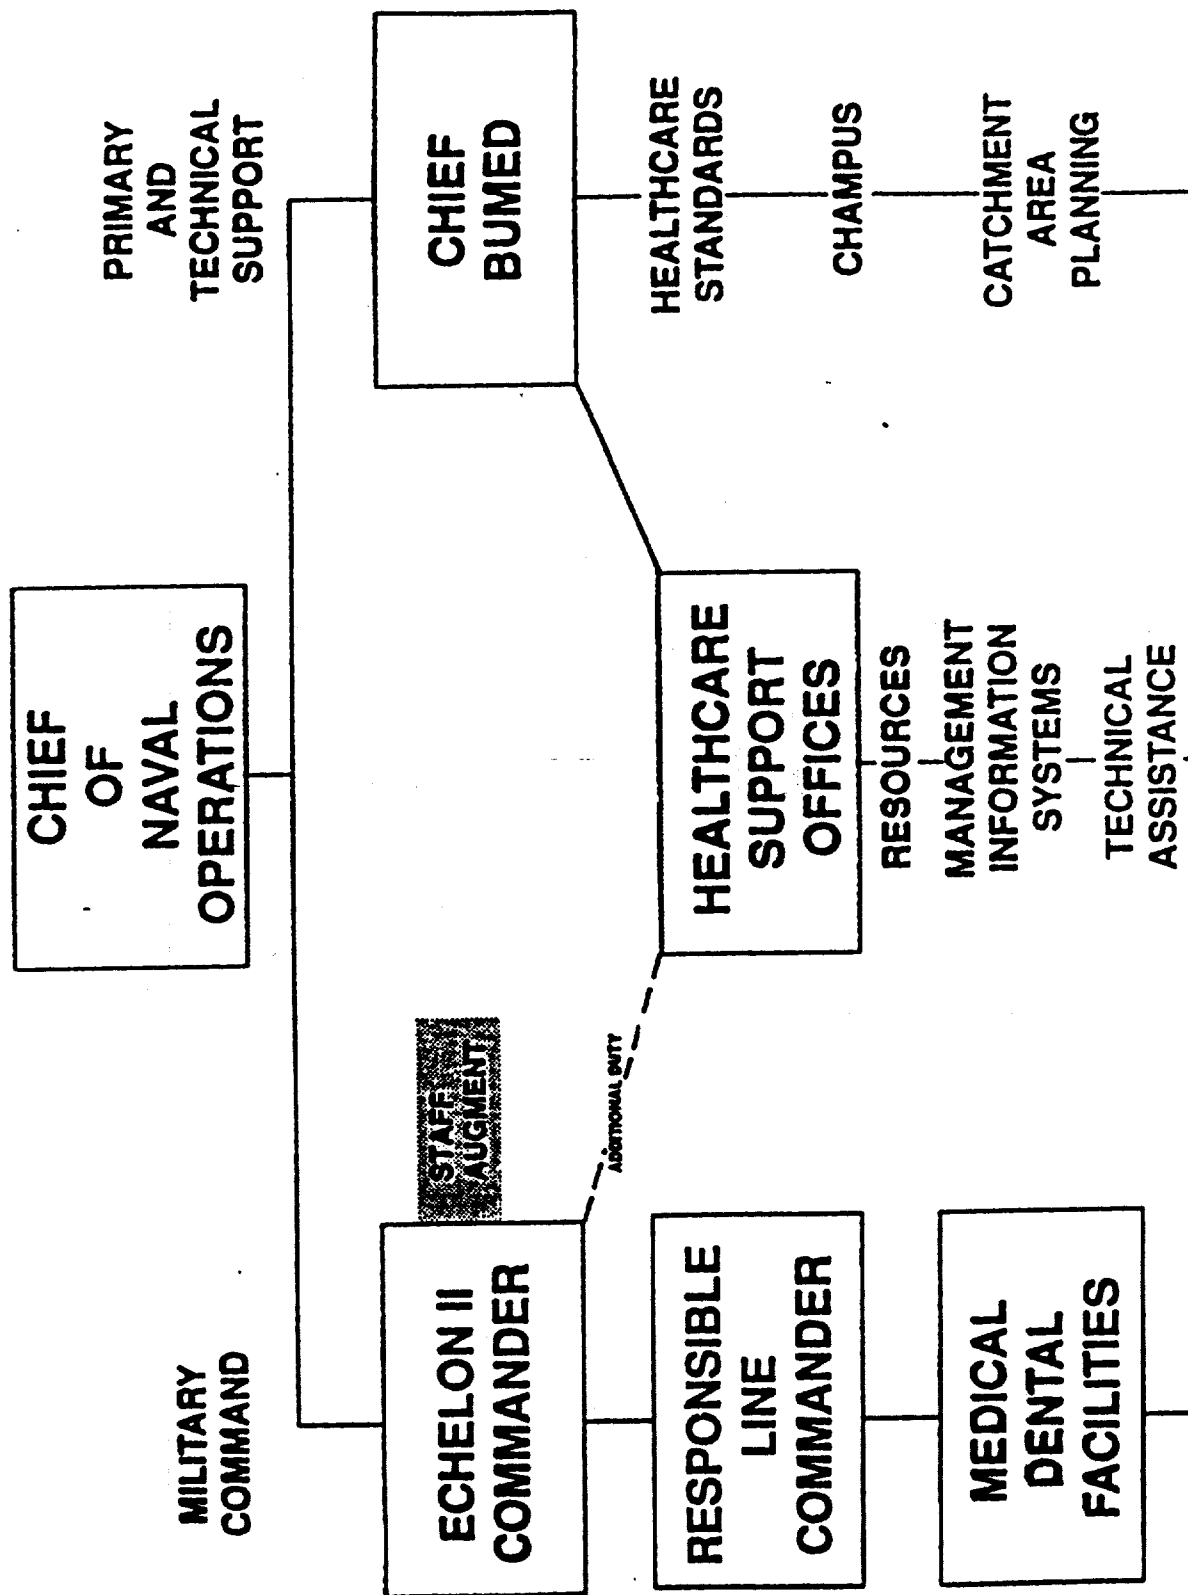 CHIEF
OF
NAVAL
OPERATIONS
MILITARY
COMMAND
PRIMARY
AND
TECHNICAL
SUPPORT
ECHELON II
COMMANDER
STAFF
AUGMENT
CHIEF
BUMED
ADDITIONAL DUTY
RESPONSIBLE
LINE
COMMANDER
HEALTHCARE
SUPPORT
OFFICES
HEALTHCARE
STANDARDS
CHAMPUS
CATCHMENT
AREA
PLANNING
MEDICAL
DENTAL
FACILITIES
RESOURCES
MANAGEMENT
INFORMATION
SYSTEMS
TECHNICAL
ASSISTANCE